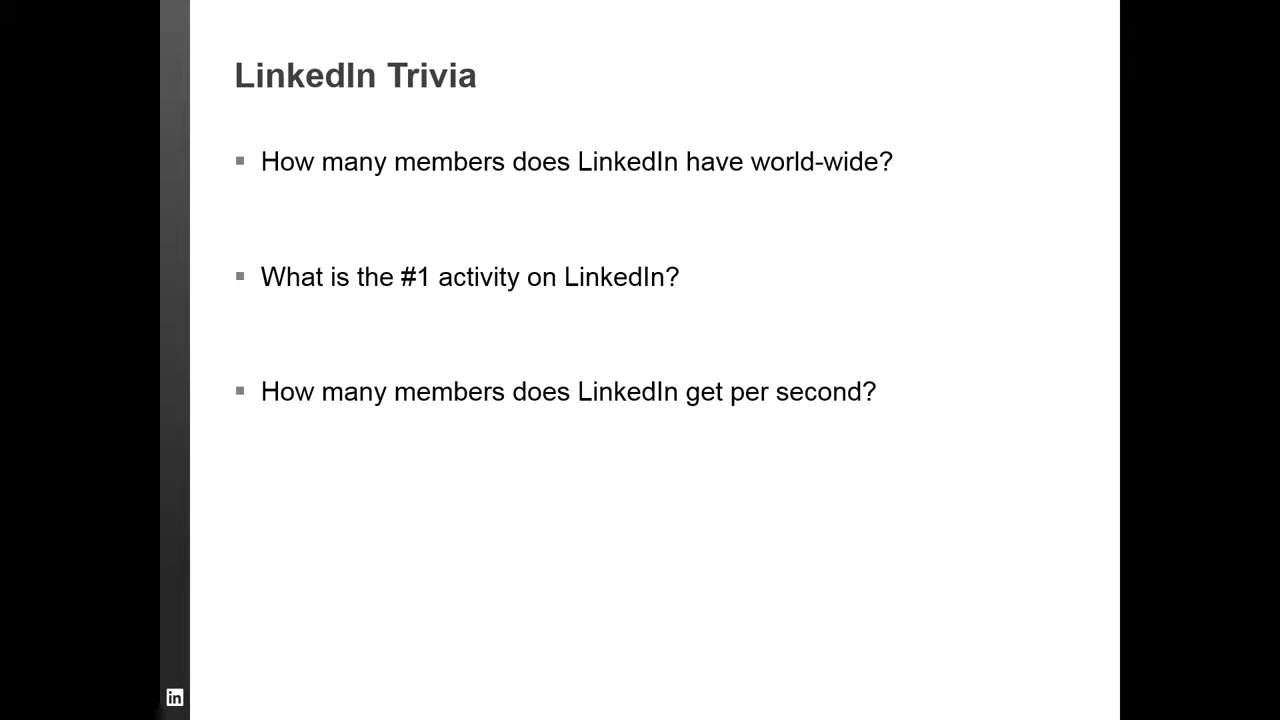 LinkedIn Trivia
How many members does LinkedIn have world-wide?
What is the #1 activity on LinkedIn?
How many members does LinkedIn get per second?
in